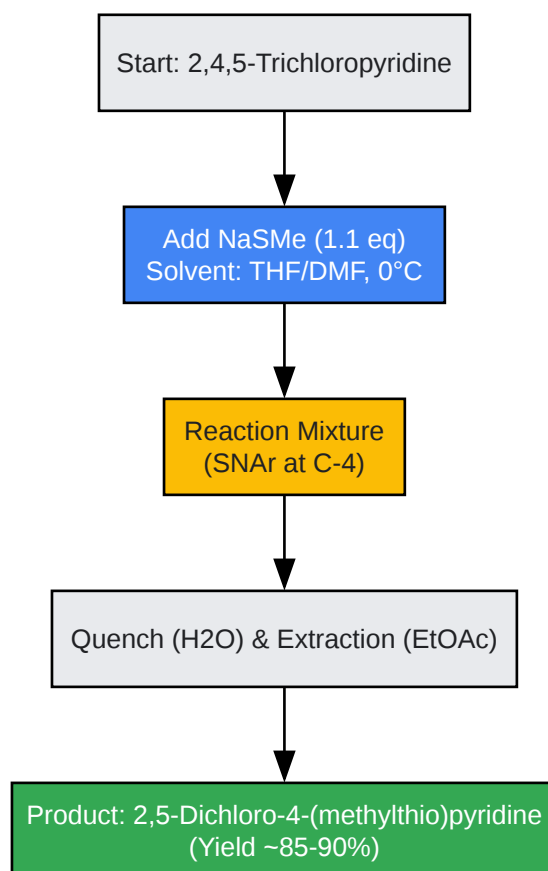 Start: 2,4,5-Trichloropyridine
Add NaSMe (1.1 eq)
Solvent: THF/DMF, 0°C
Reaction Mixture
(SNAr at C-4)
Quench (H2O) & Extraction (EtOAc)
Product: 2,5-Dichloro-4-(methylthio)pyridine
(Yield ~85-90%)